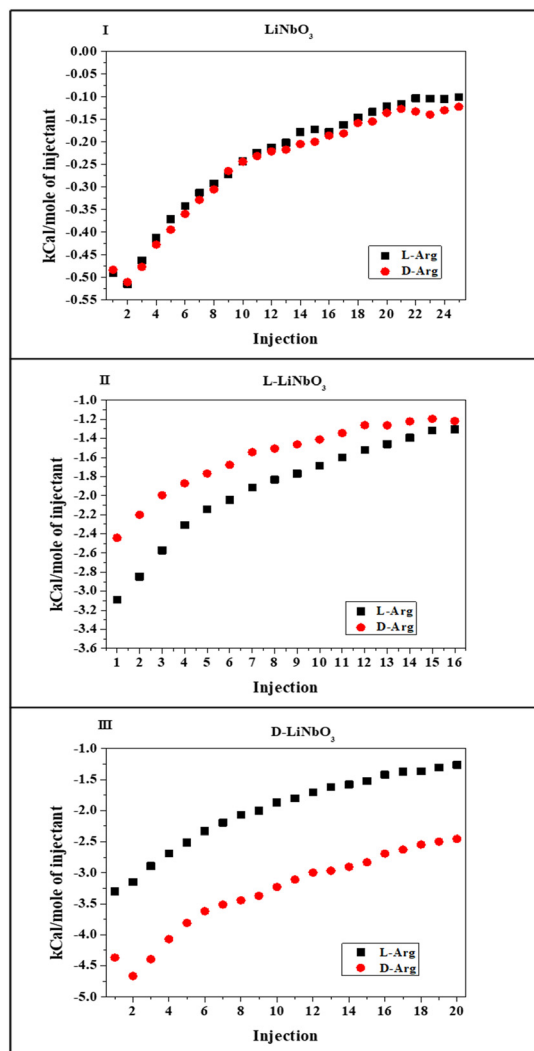 I
LiNbO₃
0.00
-0.05
-0.10
-0.15
-0.20
-0.25
-0.30
-0.35
-0.40
-0.45
-0.50
-0.55
kCal/mole of injectant
L-Arg
D-Arg
2 4 6 8 10 12 14 16 18 20 22 24
Injection
II
L-LiNbO₃
-1.0
-1.2
-1.4
-1.6
-1.8
-2.0
-2.2
-2.4
-2.6
-2.8
-3.0
-3.2
-3.4
-3.6
kCal/mole of injectant
L-Arg
D-Arg
1 2 3 4 5 6 7 8 9 10 11 12 13 14 15 16
Injection
III
D-LiNbO₃
-1.0
-1.5
-2.0
-2.5
-3.0
-3.5
-4.0
-4.5
-5.0
kCal/mole of injectant
L-Arg
D-Arg
2 4 6 8 10 12 14 16 18 20
Injection